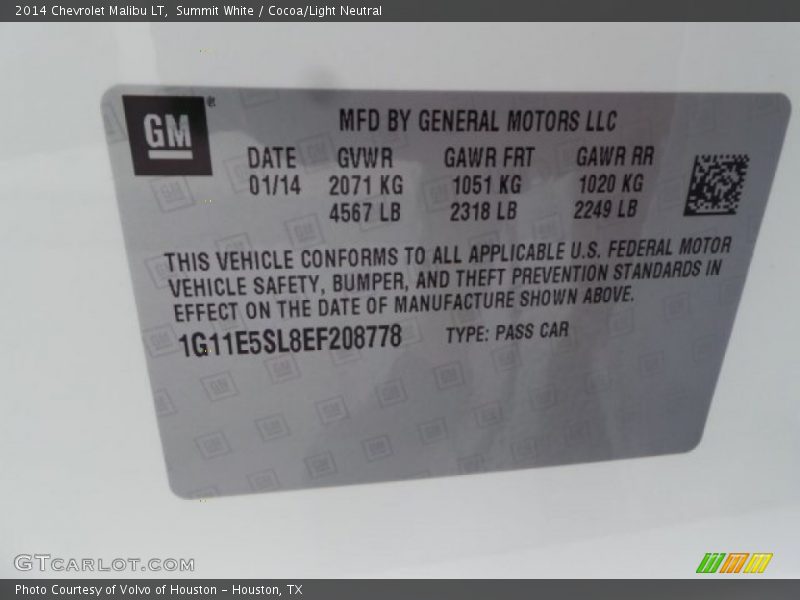 2014 Chevrolet Malibu LT, Summit White / Cocoa/Light Neutral
GM®
MFD BY GENERAL MOTORS LLC
DATE GVWR GAWR FRT GAWR RR
01/14 2071 KG 1051 KG 1020 KG
4567 LB 2318 LB 2249 LB
THIS VEHICLE CONFORMS TO ALL APPLICABLE U.S. FEDERAL MOTOR
VEHICLE SAFETY, BUMPER, AND THEFT PREVENTION STANDARDS IN
EFFECT ON THE DATE OF MANUFACTURE SHOWN ABOVE.
1G11E5SL8EF208778 TYPE: PASS CAR
GTCARLOT.COM
Photo Courtesy of Volvo of Houston - Houston, TX